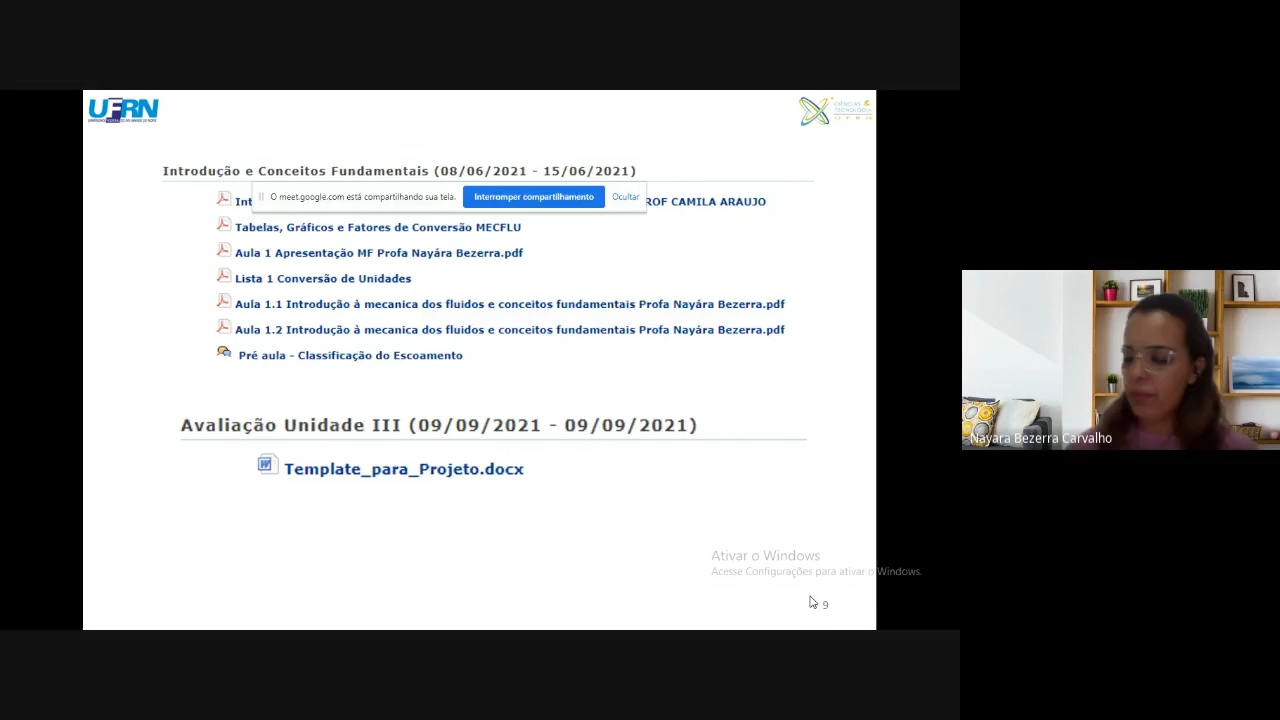 UFRN
CIÊNCIAS &
TECNOLOGIA
UFRN
Introdução e Conceitos Fundamentais (08/06/2021 - 15/06/2021)
O meet.google.com está compartilhando sua tela. Interromper compartilhamento Ocultar
Int ROF CAMILA ARAUJO
Tabelas, Gráficos e Fatores de Conversão MECFLU
Aula 1 Apresentação MF Profa Nayára Bezerra.pdf
Lista 1 Conversão de Unidades
Aula 1.1 Introdução à mecanica dos fluidos e conceitos fundamentais Profa Nayára Bezerra.pdf
Aula 1.2 Introdução à mecanica dos fluidos e conceitos fundamentais Profa Nayára Bezerra.pdf
Pré aula - Classificação do Escoamento
Avaliação Unidade III (09/09/2021 - 09/09/2021)
Template_para_Projeto.docx
Nayara Bezerra Carvalho
Ativar o Windows
Acesse Configurações para ativar o Windows.
9